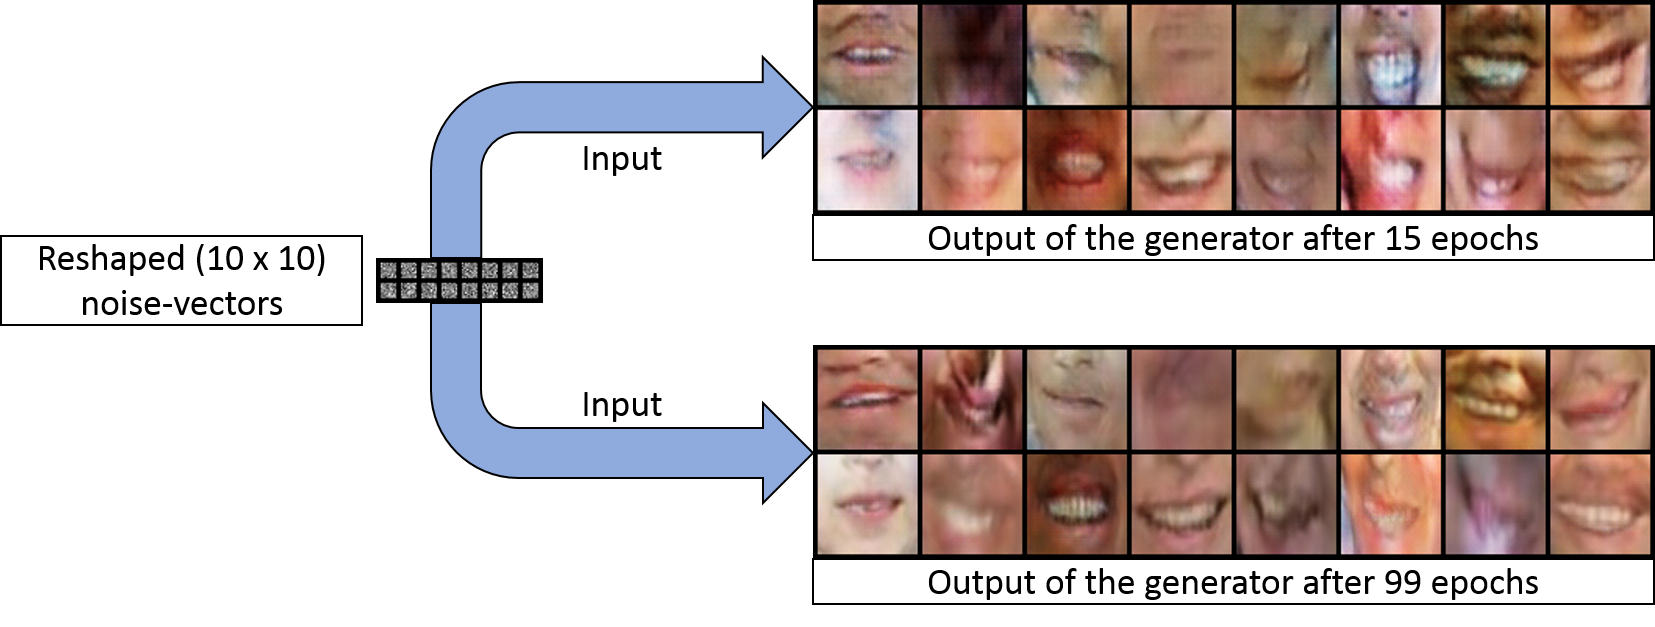 Reshaped (10 x 10)
noise-vectors
Input
Output of the generator after 15 epochs
Input
Output of the generator after 99 epochs